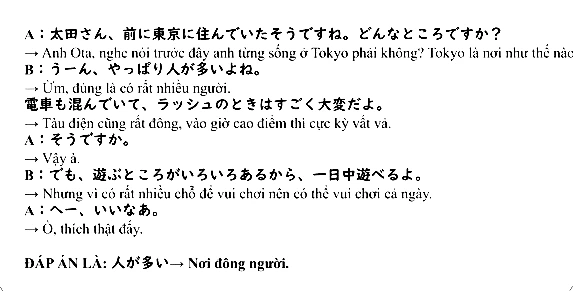 A：太田さん、前に東京に住んでいたそうですね。どんなところですか？
→ Anh Ota, nghe nói trước đây anh từng sống ở Tokyo phải không? Tokyo là nơi như thế nào
B：うーん、やっぱり人が多いよね。
→ Ừm, đúng là có rất nhiều người.
電車も混んでいて、ラッシュのときはすごく大変だよ。
→ Tàu điện cũng rất đông, vào giờ cao điểm thì cực kỳ vất vả.
A：そうですか。
→ Vậy à.
B：でも、遊ぶところがいろいろあるから、一日中遊べるよ。
→ Nhưng vì có rất nhiều chỗ để vui chơi nên có thể vui chơi cả ngày.
A：へー、いいなあ。
→ Ồ, thích thật đấy.
ĐÁP ÁN LÀ: 人が多い→ Nơi đông người.